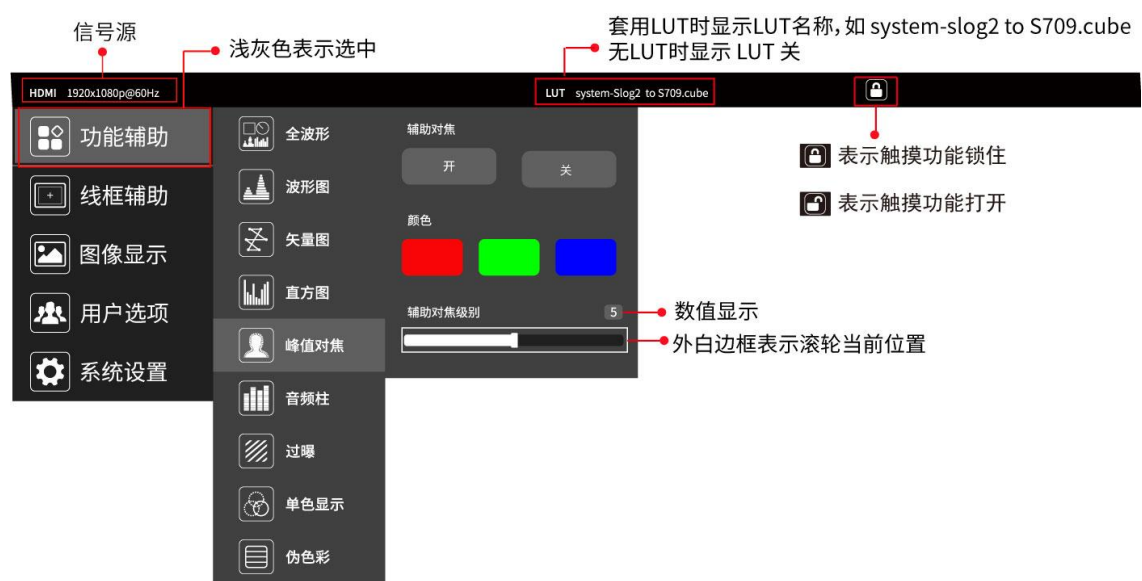 信号源
浅灰色表示选中
套用LUT时显示LUT名称，如 system-slog2 to S709.cube
无LUT时显示 LUT 关
HDMI 1920x1080p@60Hz
LUT system-Slog2 to S709.cube
功能辅助
线框辅助
图像显示
用户选项
系统设置
全波形
波形图
矢量图
直方图
峰值对焦
音频柱
过曝
单色显示
伪色彩
辅助对焦
开
关
颜色
辅助对焦级别
5
表示触摸功能锁住
表示触摸功能打开
数值显示
外白边框表示滚轮当前位置